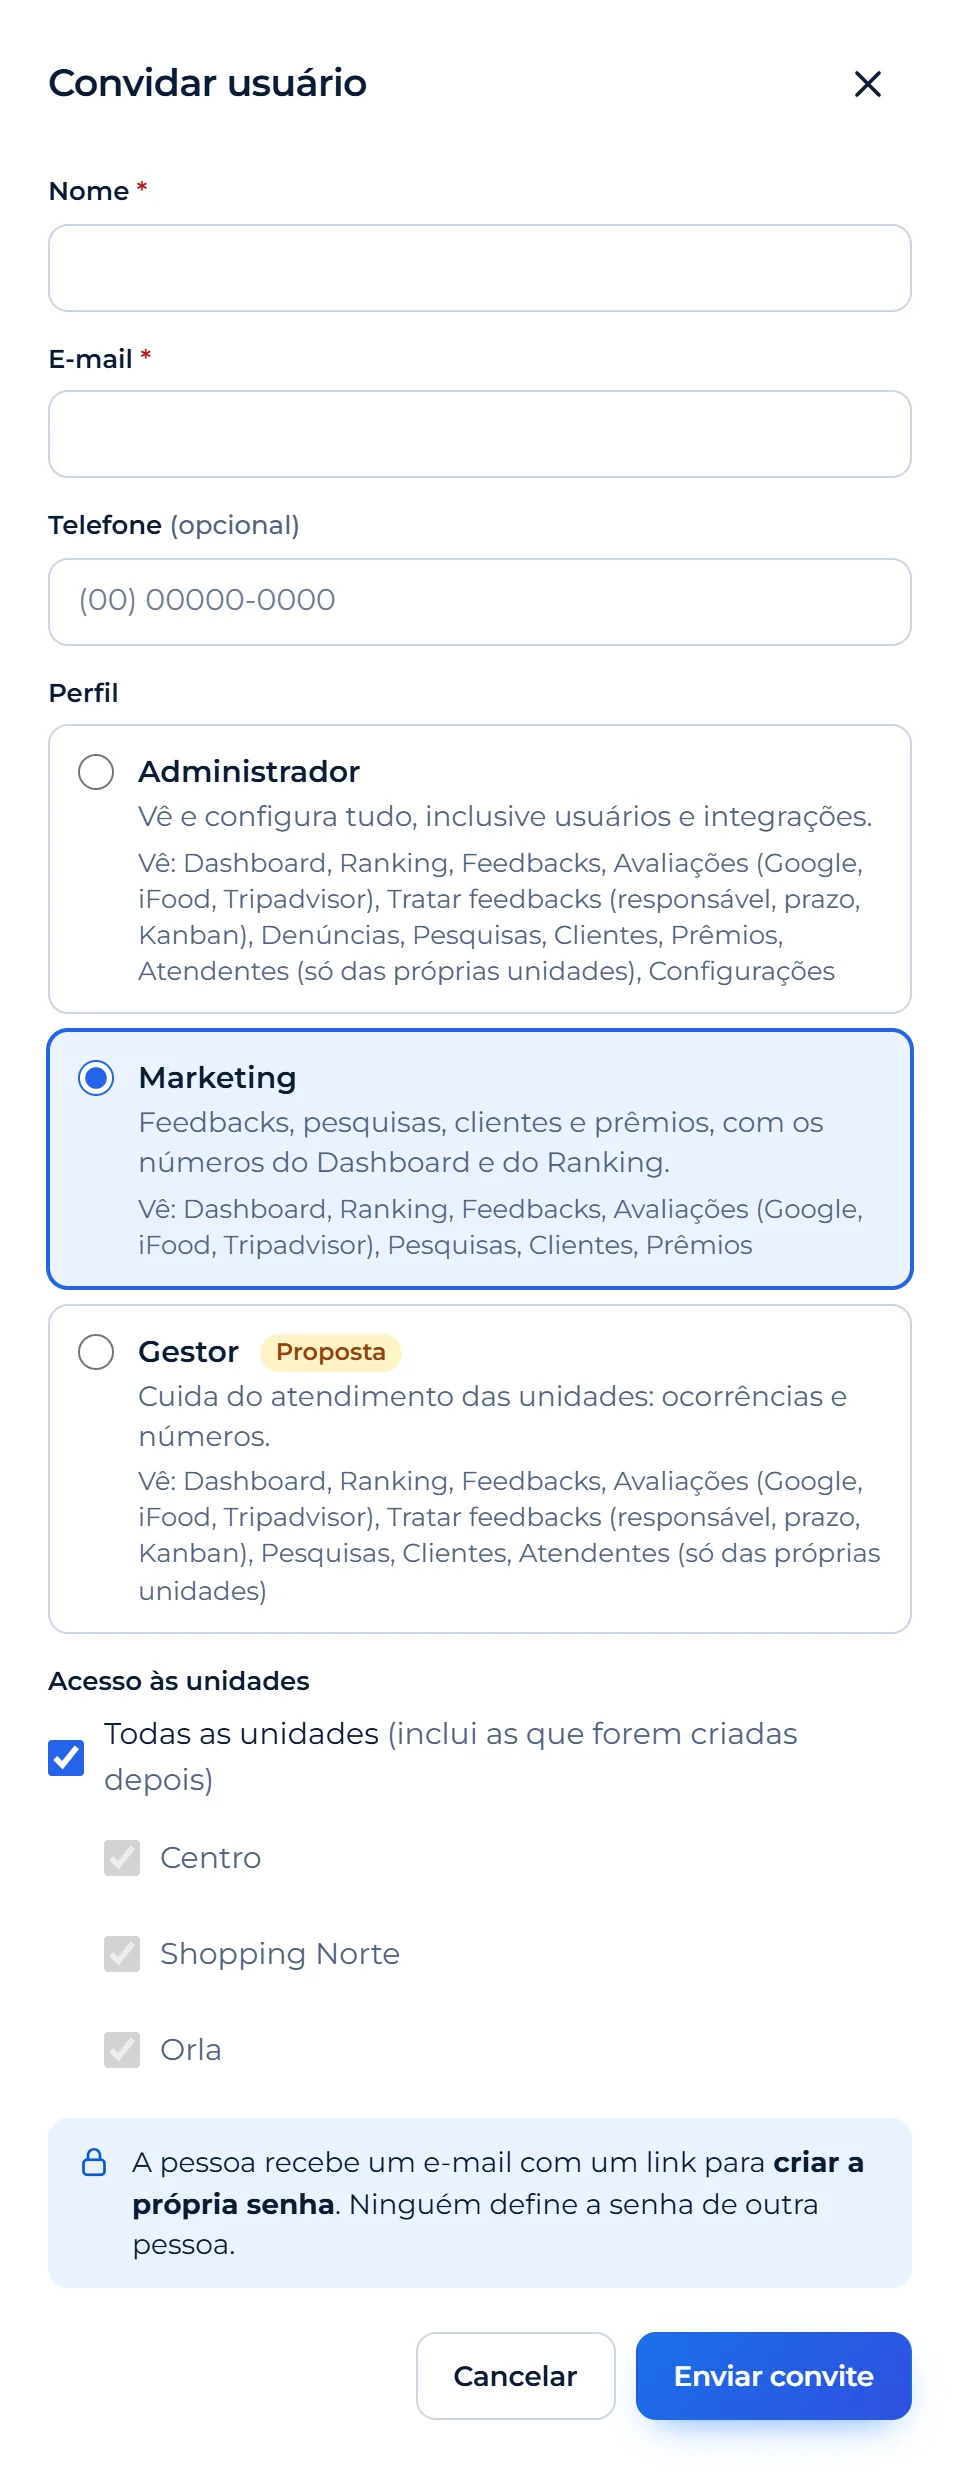 Convidar usuário
Nome *
E-mail *
Telefone (opcional)
(00) 00000-0000
Perfil
Administrador
Vê e configura tudo, inclusive usuários e integrações.
Vê: Dashboard, Ranking, Feedbacks, Avaliações (Google,
iFood, Tripadvisor), Tratar feedbacks (responsável, prazo,
Kanban), Denúncias, Pesquisas, Clientes, Prêmios,
Atendentes (só das próprias unidades), Configurações
Marketing
Feedbacks, pesquisas, clientes e prêmios, com os
números do Dashboard e do Ranking.
Vê: Dashboard, Ranking, Feedbacks, Avaliações (Google,
iFood, Tripadvisor), Pesquisas, Clientes, Prêmios
Gestor Proposta
Cuida do atendimento das unidades: ocorrências e
números.
Vê: Dashboard, Ranking, Feedbacks, Avaliações (Google,
iFood, Tripadvisor), Tratar feedbacks (responsável, prazo,
Kanban), Pesquisas, Clientes, Atendentes (só das próprias
unidades)
Acesso às unidades
Todas as unidades (inclui as que forem criadas
depois)
Centro
Shopping Norte
Orla
A pessoa recebe um e-mail com um link para criar a
própria senha. Ninguém define a senha de outra
pessoa.
Cancelar
Enviar convite